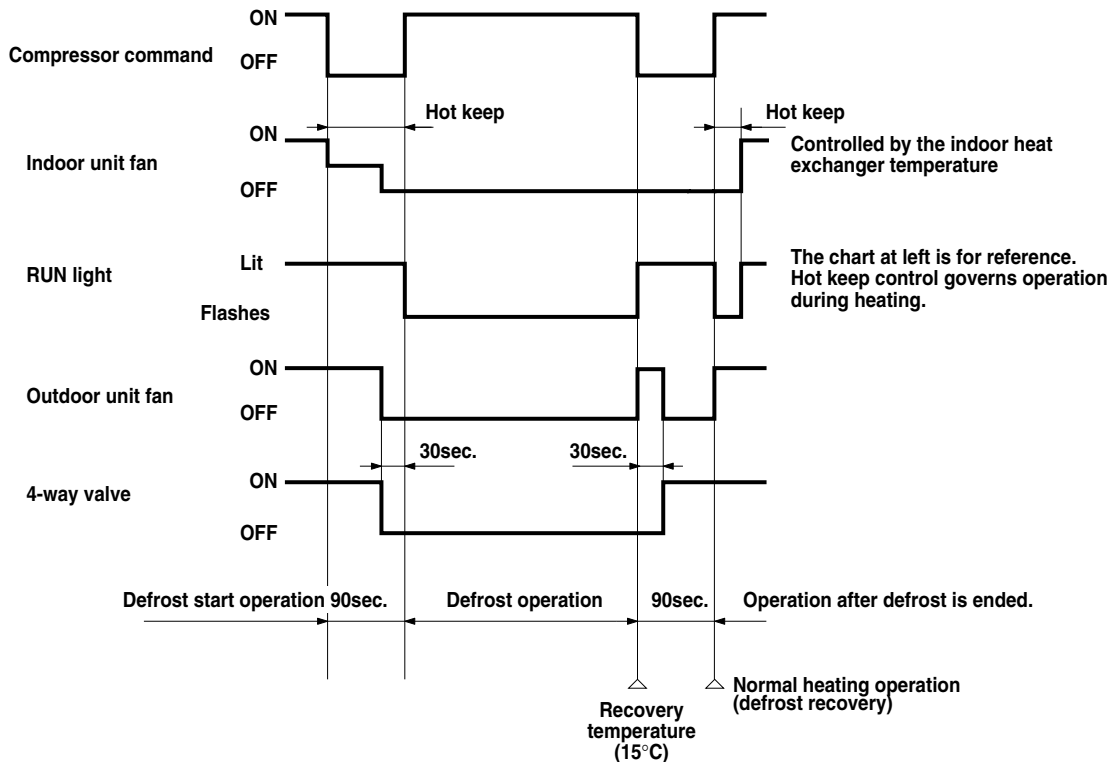 ON
Compressor command
OFF
Hot keep
Hot keep
ON
Indoor unit fan
OFF
Controlled by the indoor heat
exchanger temperature
RUN light
Lit
Flashes
The chart at left is for reference.
Hot keep control governs operation
during heating.
ON
Outdoor unit fan
OFF
30sec.
30sec.
ON
4-way valve
OFF
Defrost start operation 90sec.
Defrost operation
90sec.
Operation after defrost is ended.
Recovery
temperature
(15°C)
Normal heating operation
(defrost recovery)